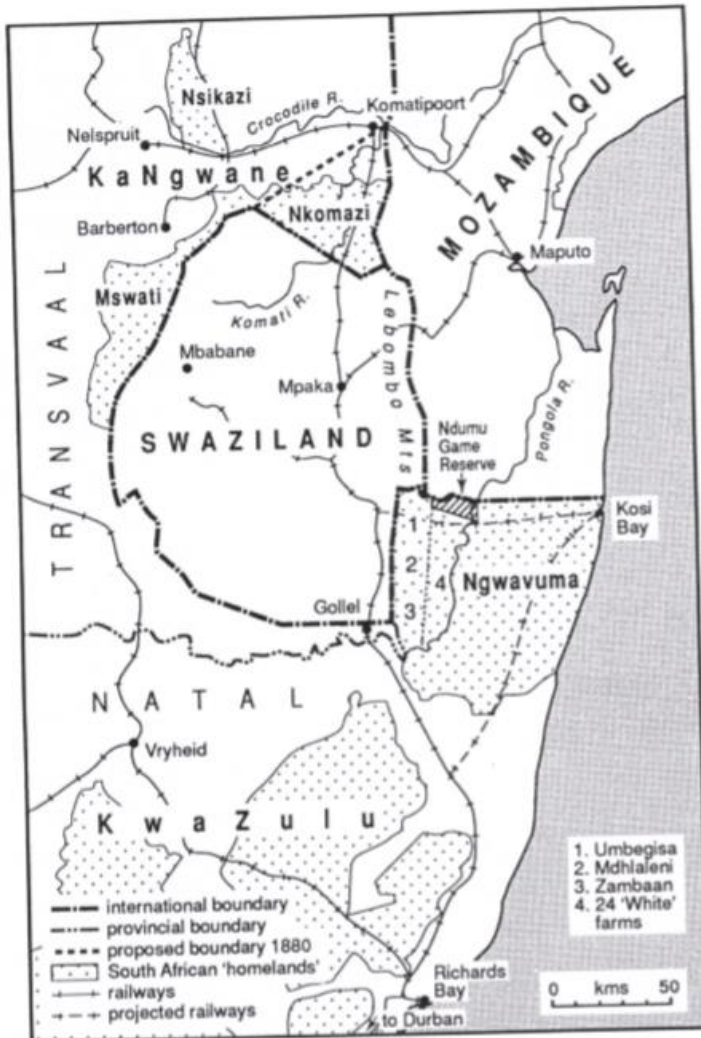 Nsikazi
Crocodile R.
Komatipoort
Nelspruit
MOZAMBIQUE
KaNgwane
Nkomazi
Barberton
Maputo
TRANSVAAL
Mswati
Komati R.
Lebombo Mts
Mbabane
Mpaka
Pongola R.
SWAZILAND
Ndumu
Game
Reserve
1
Kosi
Bay
2
4
Ngwavuma
3
Gollel
NATAL
Vryheid
KwaZulu
1. Umbegisa
2. Mdhlaleni
3. Zambaan
4. 24 'White'
farms
international boundary
provincial boundary
proposed boundary 1880
South African 'homelands'
railways
projected railways
Richards
Bay
to Durban
0 kms 50